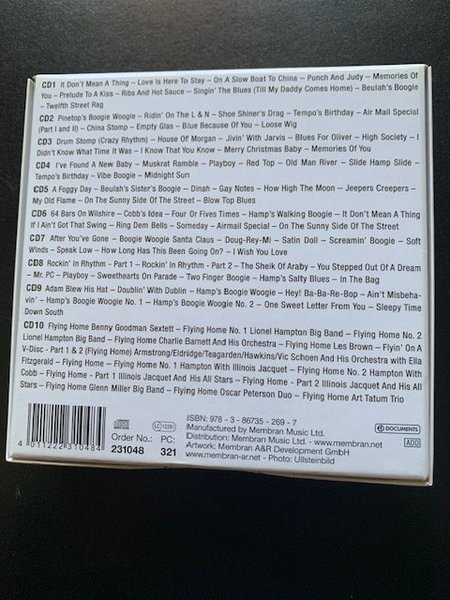 CD1 It Don't Mean A Thing – Love Is Here To Stay – On A Slow Boat To China – Punch And Judy – Memories Of
You – Prelude To A Kiss – Ribs And Hot Sauce – Singin' The Blues (Till My Daddy Comes Home) – Beulah's Boogie –
Twelfth Street Rag
CD2 Pinetop's Boogie Woogie – Ridin' On The L & N – Shoe Shiner's Drag – Tempo's Birthday – Air Mail Special
(Part I and II) – China Stomp – Empty Glas – Blue Because Of You – Loose Wig
CD3 Drum Stomp (Crazy Rhythm) – House Of Morgan – Jivin' With Jarvis – Blues For Oliver – High Society – I
Didn't Know What Time It Was – I Know That You Know – Merry Christmas Baby – Memories Of You
CD4 I've Found A New Baby – Muskrat Ramble – Playboy – Red Top – Old Man River – Slide Hamp Slide –
Tempo's Birthday – Vibe Boogie – Midnight Sun
CD5 A Foggy Day – Beulah's Sister's Boogie – Dinah – Gay Notes – How High The Moon – Jeepers Creepers –
My Old Flame – On The Sunny Side Of The Street – Blow Top Blues
CD6 64 Bars On Wilshire – Cobb's Idea – Four Or Fives Times – Hamp's Walking Boogie – It Don't Mean A Thing
If I Ain't Got That Swing – Ring Dem Bells – Someday – Airmail Special – On The Sunny Side Of The Street
CD7 After You've Gone – Boogie Woogie Santa Claus – Doug-Rey-Mi – Satin Doll – Screamin' Boogie – Soft
Winds – Speak Low – How Long Has This Been Going On? – I Wish You Love
CD8 Rockin' In Rhythm - Part 1 – Rockin' In Rhythm - Part 2 – The Sheik Of Araby – You Stepped Out Of A Dream
– Mr. PC – Playboy – Sweethearts On Parade – Two Finger Boogie – Hamp's Salty Blues – In The Bag
CD9 Adam Blew His Hat – Doublin' With Dublin – Hamp's Boogie Woogie – Hey! Ba-Ba-Re-Bop – Ain't Misbeha-
vin' – Hamp's Boogie Woogie No. 1 – Hamp's Boogie Woogie No. 2 – One Sweet Letter From You – Sleepy Time
Down South
CD10 Flying Home Benny Goodman Sextett – Flying Home No. 1 Lionel Hampton Big Band – Flying Home No. 2
Lionel Hampton Big Band – Flying Home Charlie Barnett And His Orchestra – Flying Home Les Brown – Flyin' On A
V-Disc - Part 1 & 2 (Flying Home) Armstrong/Eldridge/Teagarden/Hawkins/Vic Schoen And His Orchestra with Ella
Fitzgerald – Flying Home – Flying Home No. 1 Hampton With Illinois Jacquet – Flying Home No. 2 Hampton With
Cobb – Flying Home - Part 1 Illinois Jacquet And His All Stars – Flying Home - Part 2 Illinois Jacquet And His All
Stars – Flying Home Glenn Miller Big Band – Flying Home Oscar Peterson Duo – Flying Home Art Tatum Trio
4 011222 310484
LC 12281
Order No.: PC:
231048 321
ISBN: 978 - 3 - 86735 - 269 - 7
Manufactured by Membran Music Ltd.
Distribution: Membran Music Ltd. - www.membran.net
Artwork: Membran A&R Development GmbH
www.membran-ar.net - Photo: Ullsteinbild
DOCUMENTS
ADD